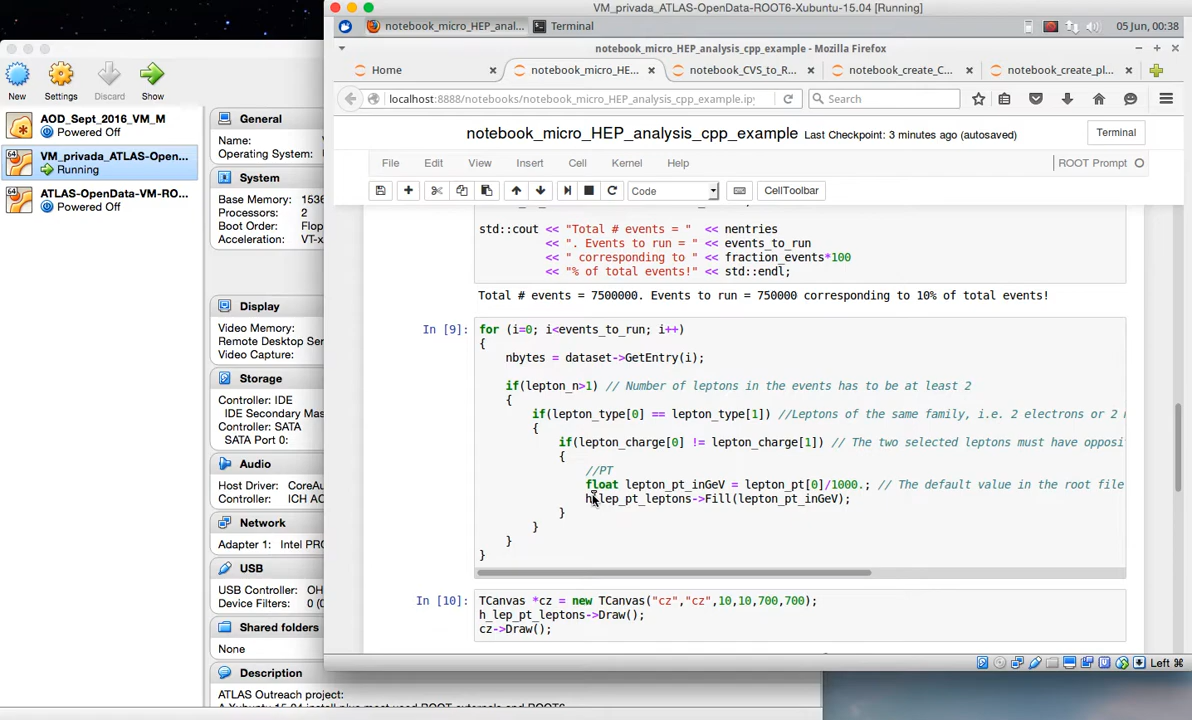 VM_privada_ATLAS-OpenData-ROOT6-Xubuntu-15.04 [Running]
notebook_micro_HEP_anal...
Terminal
05 Jun, 00:38
notebook_micro_HEP_analysis_cpp_example - Mozilla Firefox
Home
notebook_micro_HE...
notebook_CVS_to_R...
notebook_create_C...
notebook_create_pl...
localhost:8888/notebooks/notebook_micro_HEP_analysis_cpp_example.ipy
Search
notebook_micro_HEP_analysis_cpp_example Last Checkpoint: 3 minutes ago (autosaved)
Terminal
File Edit View Insert Cell Kernel Help
ROOT Prompt
Code
CellToolbar
std::cout << "Total # events = " << nentries
<< ". Events to run = " << events_to_run
<< " corresponding to " << fraction_events*100
<< "% of total events!" << std::endl;
Total # events = 7500000. Events to run = 750000 corresponding to 10% of total events!
In [9]:
for (i=0; i<events_to_run; i++)
{
nbytes = dataset->GetEntry(i);
if(lepton_n>1) // Number of leptons in the events has to be at least 2
{
if(lepton_type[0] == lepton_type[1]) //Leptons of the same family, i.e. 2 electrons or 2
{
if(lepton_charge[0] != lepton_charge[1]) // The two selected leptons must have opposi
{
//PT
float lepton_pt_inGeV = lepton_pt[0]/1000.; // The default value in the root file
h_lep_pt_leptons->Fill(lepton_pt_inGeV);
}
}
}
}
In [10]:
TCanvas *cz = new TCanvas("cz","cz",10,10,700,700);
h_lep_pt_leptons->Draw();
cz->Draw();
Left ⌘
New
Settings
Discard
Show
AOD_Sept_2016_VM_M
Powered Off
VM_privada_ATLAS-Open...
Running
ATLAS-OpenData-VM-RO...
Powered Off
General
Name:
Operating System:
System
Base Memory: 1536
Processors: 2
Boot Order: Flop
Acceleration: VT-x
Display
Video Memory:
Remote Desktop Ser
Video Capture:
Storage
Controller: IDE
IDE Secondary Mas
Controller: SATA
SATA Port 0:
Audio
Host Driver: CoreAu
Controller: ICH AC
Network
Adapter 1: Intel PRO
USB
USB Controller: OH
Device Filters: 0 (0
Shared folders
None
Description
ATLAS Outreach project: